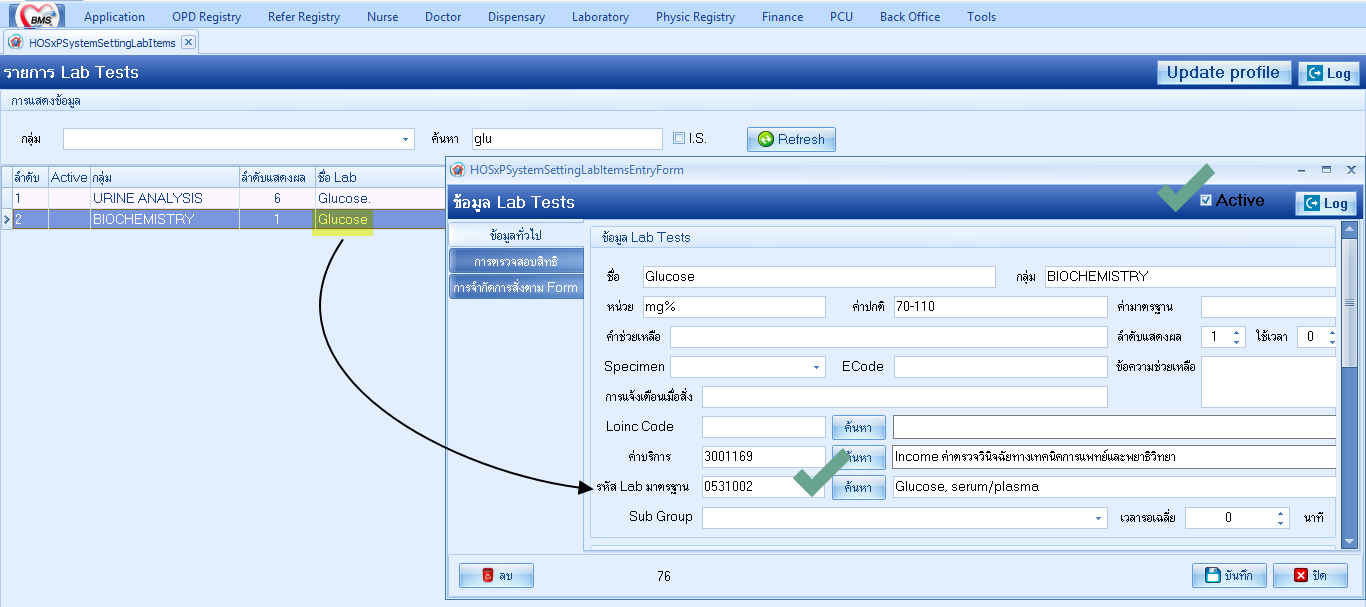 BMS Application OPD Registry Refer Registry Nurse Doctor Dispensary Laboratory Physic Registry Finance PCU Back Office Tools
HOSxPSystemSettingLabItems
รายการ Lab Tests Update profile Log
การแสดงข้อมูล
กลุ่ม ค้นหา glu I.S. Refresh
ลำดับ Active กลุ่ม ลำดับแสดงผล ชื่อ Lab
1 URINE ANALYSIS 6 Glucose.
2 BIOCHEMISTRY 1 Glucose
HOSxPSystemSettingLabItemsEntryForm
ข้อมูล Lab Tests Active Log
ข้อมูลทั่วไป
การตรวจสอบสิทธิ
การจำกัดการสั่งตาม Form
ข้อมูล Lab Tests
ชื่อ Glucose กลุ่ม BIOCHEMISTRY
หน่วย mg% ค่าปกติ 70-110 ค่ามาตรฐาน
คำช่วยเหลือ ลำดับแสดงผล 1 ใช้เวลา 0
Specimen ECode ข้อความช่วยเหลือ
การแจ้งเตือนเมื่อสั่ง
Loinc Code ค้นหา
ค่าบริการ 3001169 ค้นหา Income ค่าตรวจวินิจฉัยทางเทคนิคการแพทย์และพยาธิวิทยา
รหัส Lab มาตรฐาน 0531002 ค้นหา Glucose, serum/plasma
Sub Group เวลารอเฉลี่ย 0 นาที
ลบ 76 บันทึก ปิด